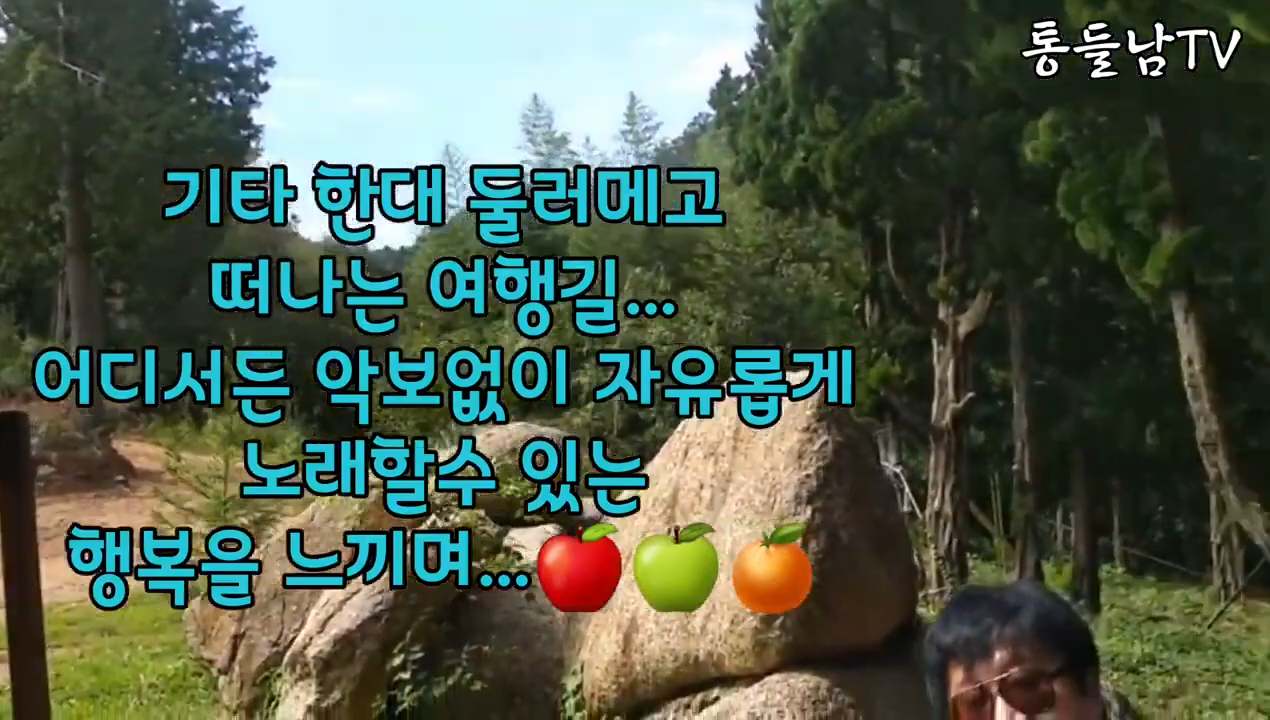 통들남TV
기타 한대 둘러메고
떠나는 여행길...
어디서든 악보없이 자유롭게
노래할수 있는
행복을 느끼며...🍎🍏🍊